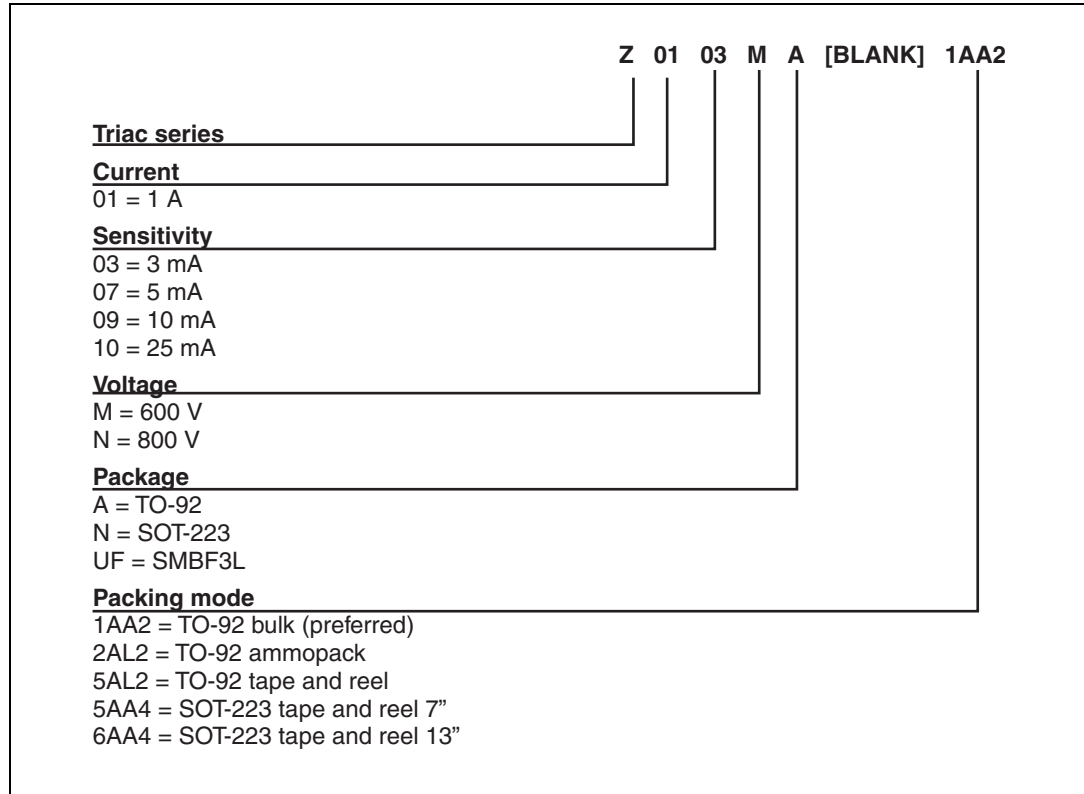 Z 01 03 M A [BLANK] 1AA2
Triac series
Current
01 = 1 A
Sensitivity
03 = 3 mA
07 = 5 mA
09 = 10 mA
10 = 25 mA
Voltage
M = 600 V
N = 800 V
Package
A = TO-92
N = SOT-223
UF = SMBF3L
Packing mode
1AA2 = TO-92 bulk (preferred)
2AL2 = TO-92 ammopack
5AL2 = TO-92 tape and reel
5AA4 = SOT-223 tape and reel 7”
6AA4 = SOT-223 tape and reel 13”